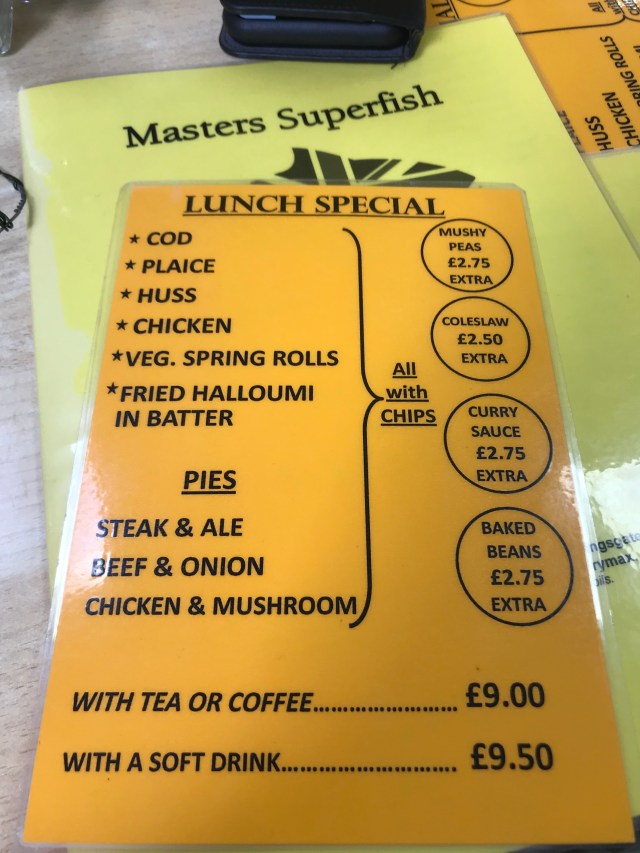 Masters Superfish
LUNCH SPECIAL
★ COD
★ PLAICE
★ HUSS
★ CHICKEN
★VEG. SPRING ROLLS
★FRIED HALLOUMI
IN BATTER
All
with
CHIPS
PIES
STEAK & ALE
BEEF & ONION
CHICKEN & MUSHROOM
MUSHY
PEAS
£2.75
EXTRA
COLESLAW
£2.50
EXTRA
CURRY
SAUCE
£2.75
EXTRA
BAKED
BEANS
£2.75
EXTRA
WITH TEA OR COFFEE........................ £9.00
WITH A SOFT DRINK............................ £9.50
HUSS
CHICKEN
All